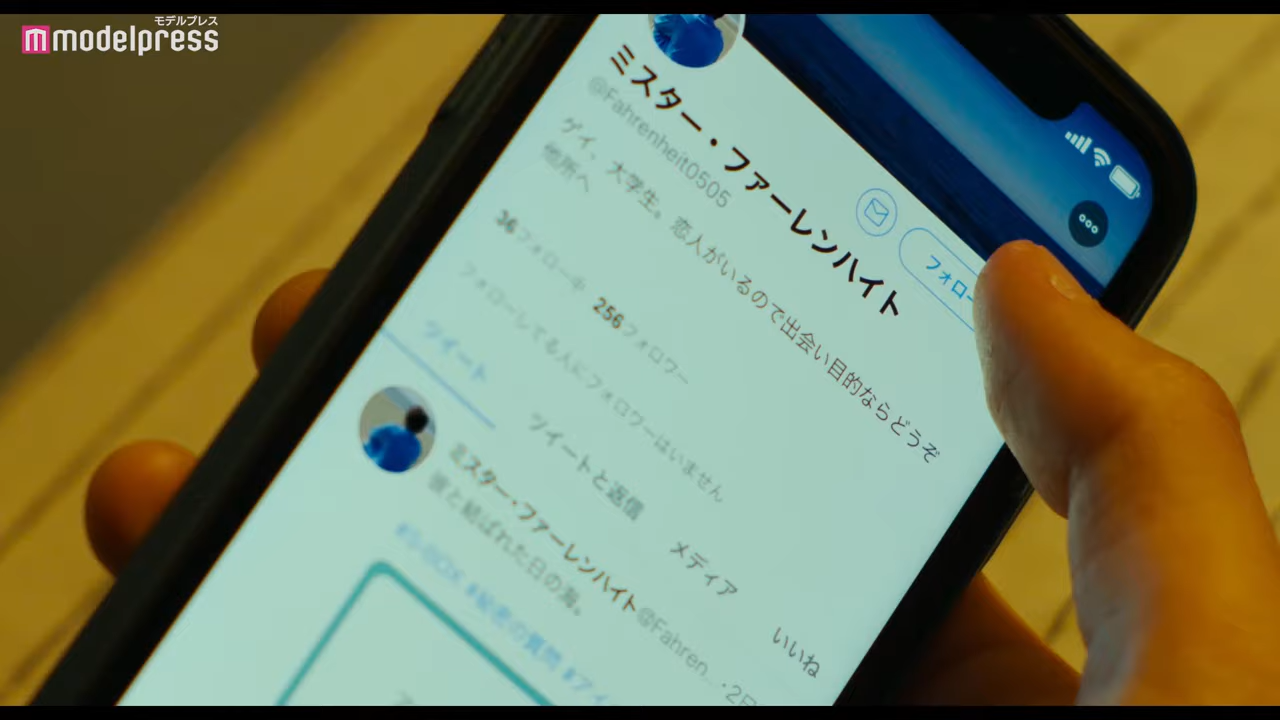 モデルプレス
modelpress
ミスター・ファーレンハイト
@Fahrenheit0505
フォロー
ゲイ、大学生。恋人がいるので出会い目的ならどうぞ
他所へ
36フォロー中 256フォロワー
フォローしてる人にフォロワーはいません
ツイート ツイートと返信 メディア いいね
ミスター・ファーレンハイト@Fahren... ・2日
彼と結ばれた日の海。